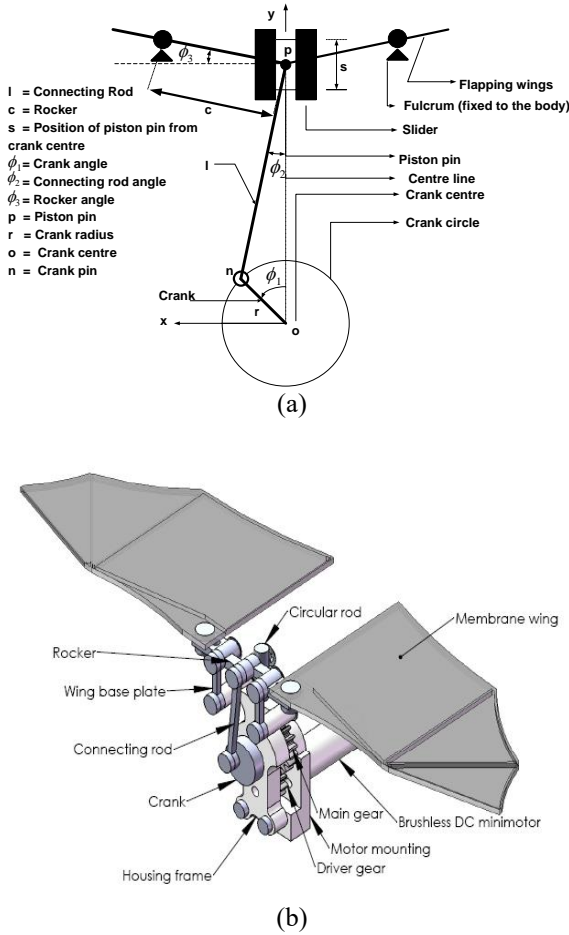 y
p
s
ϕ3
c
l
ϕ2
n
ϕ1
Crank
r
x
o
Flapping wings
Fulcrum (fixed to the body)
Slider
Piston pin
Centre line
Crank centre
Crank circle
l = Connecting Rod
c = Rocker
s = Position of piston pin from
crank centre
ϕ1= Crank angle
ϕ2= Connecting rod angle
ϕ3= Rocker angle
p = Piston pin
r = Crank radius
o = Crank centre
n = Crank pin
(a)
Circular rod
Membrane wing
Rocker
Wing base plate
Connecting rod
Crank
Main gear
Brushless DC minimotor
Motor mounting
Driver gear
Housing frame
(b)